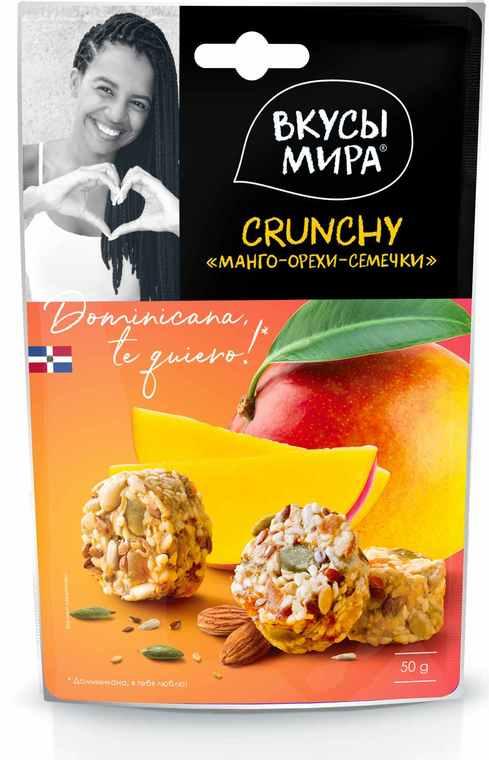 ВКУСЫ
МИРА®
CRUNCHY
«МАНГО-ОРЕХИ-СЕМЕЧКИ»
Dominicana,
te quiero!*
50 g
* Доминикана, я тебя люблю!